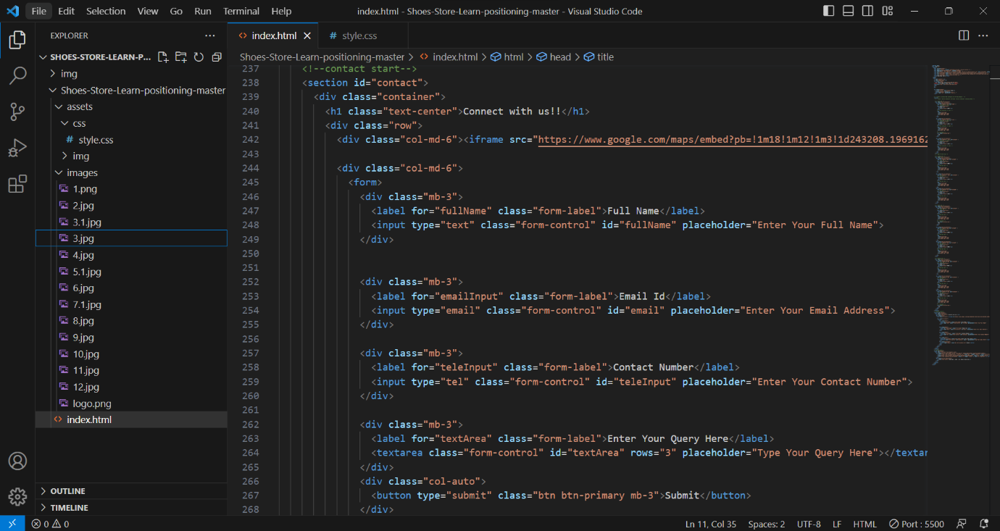 File Edit Selection View Go Run Terminal Help index.html - Shoes-Store-Learn-positioning-master - Visual Studio Code
EXPLORER
SHOES-STORE-LEARN-P...
img
Shoes-Store-Learn-positioning-master
assets
css
# style.css
img
images
1.png
2.jpg
3.1.jpg
3.jpg
4.jpg
5.1.jpg
6.jpg
7.1.jpg
8.jpg
9.jpg
10.jpg
11.jpg
12.jpg
logo.png
<> index.html
OUTLINE
TIMELINE
<> index.html # style.css
Shoes-Store-Learn-positioning-master > <> index.html > html > head > title
237 <!--contact start-->
238 <section id="contact">
239 <div class="container">
240 <h1 class="text-center">Connect with us!!</h1>
241 <div class="row">
242 <div class="col-md-6"><iframe src="https://www.google.com/maps/embed?pb=!1m18!1m12!1m3!1d243208.1969162
243
244 <div class="col-md-6">
245 <form>
246 <div class="mb-3">
247 <label for="fullName" class="form-label">Full Name</label>
248 <input type="text" class="form-control" id="fullName" placeholder="Enter Your Full Name">
249 </div>
250
251
252 <div class="mb-3">
253 <label for="emailInput" class="form-label">Email Id</label>
254 <input type="email" class="form-control" id="email" placeholder="Enter Your Email Address">
255 </div>
256
257 <div class="mb-3">
258 <label for="teleInput" class="form-label">Contact Number</label>
259 <input type="tel" class="form-control" id="teleInput" placeholder="Enter Your Contact Number">
260 </div>
261
262 <div class="mb-3">
263 <label for="textArea" class="form-label">Enter Your Query Here</label>
264 <textarea class="form-control" id="textArea" rows="3" placeholder="Type Your Query Here"></textar
265 </div>
266 <div class="col-auto">
267 <button type="submit" class="btn btn-primary mb-3">Submit</button>
268 </div>
0 0 Ln 11, Col 35 Spaces: 2 UTF-8 LF HTML Port : 5500